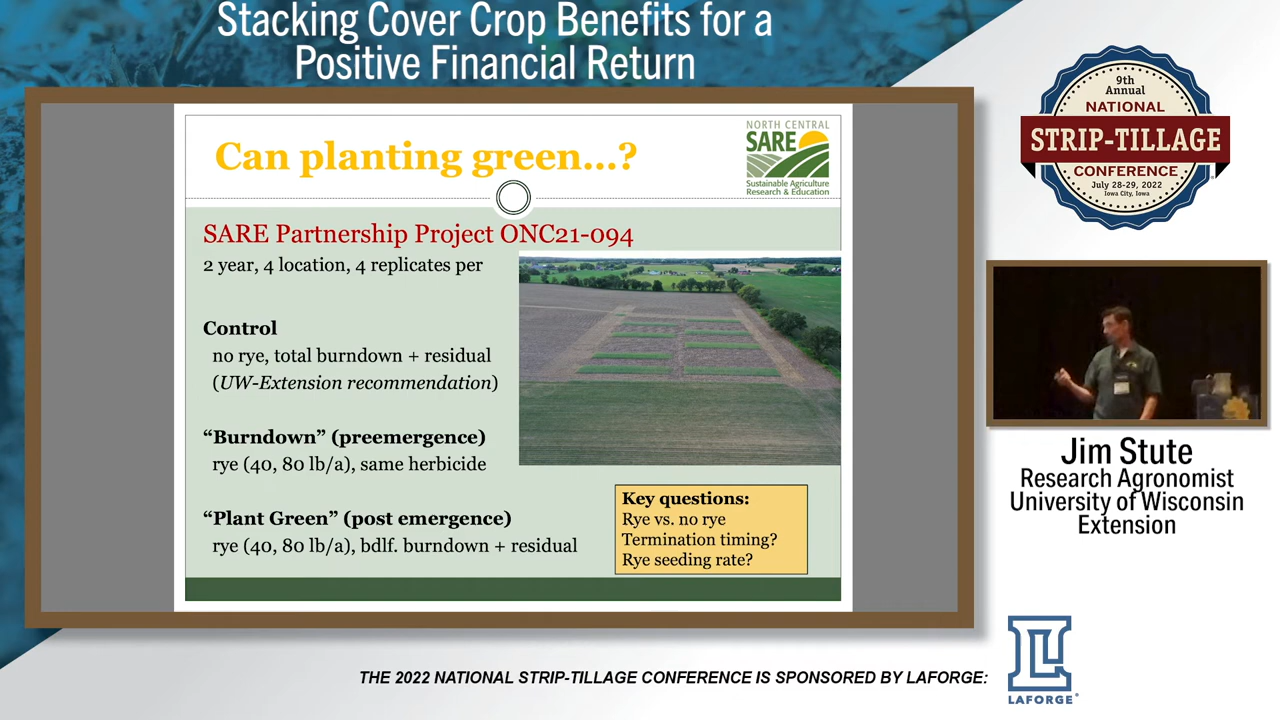 Stacking Cover Crop Benefits for a
Positive Financial Return
Can planting green...?
NORTH CENTRAL
SARE
Sustainable Agriculture
Research & Education
SARE Partnership Project ONC21-094
2 year, 4 location, 4 replicates per
Control
no rye, total burndown + residual
(UW-Extension recommendation)
“Burndown” (preemergence)
rye (40, 80 lb/a), same herbicide
“Plant Green” (post emergence)
rye (40, 80 lb/a), bdlf. burndown + residual
Key questions:
Rye vs. no rye
Termination timing?
Rye seeding rate?
9th
Annual
NATIONAL
STRIP-TILLAGE
CONFERENCE
July 28-29, 2022
Iowa City, Iowa
Jim Stute
Research Agronomist
University of Wisconsin
Extension
THE 2022 NATIONAL STRIP-TILLAGE CONFERENCE IS SPONSORED BY LAFORGE:
LAFORGE®